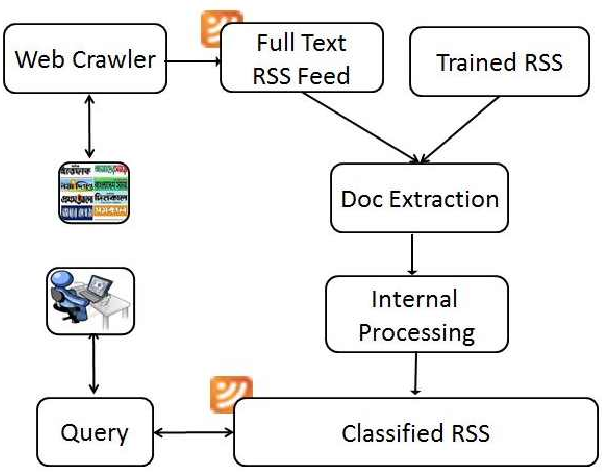 Web Crawler
Full Text
RSS Feed
Trained RSS
Doc Extraction
Internal
Processing
Query
Classified RSS